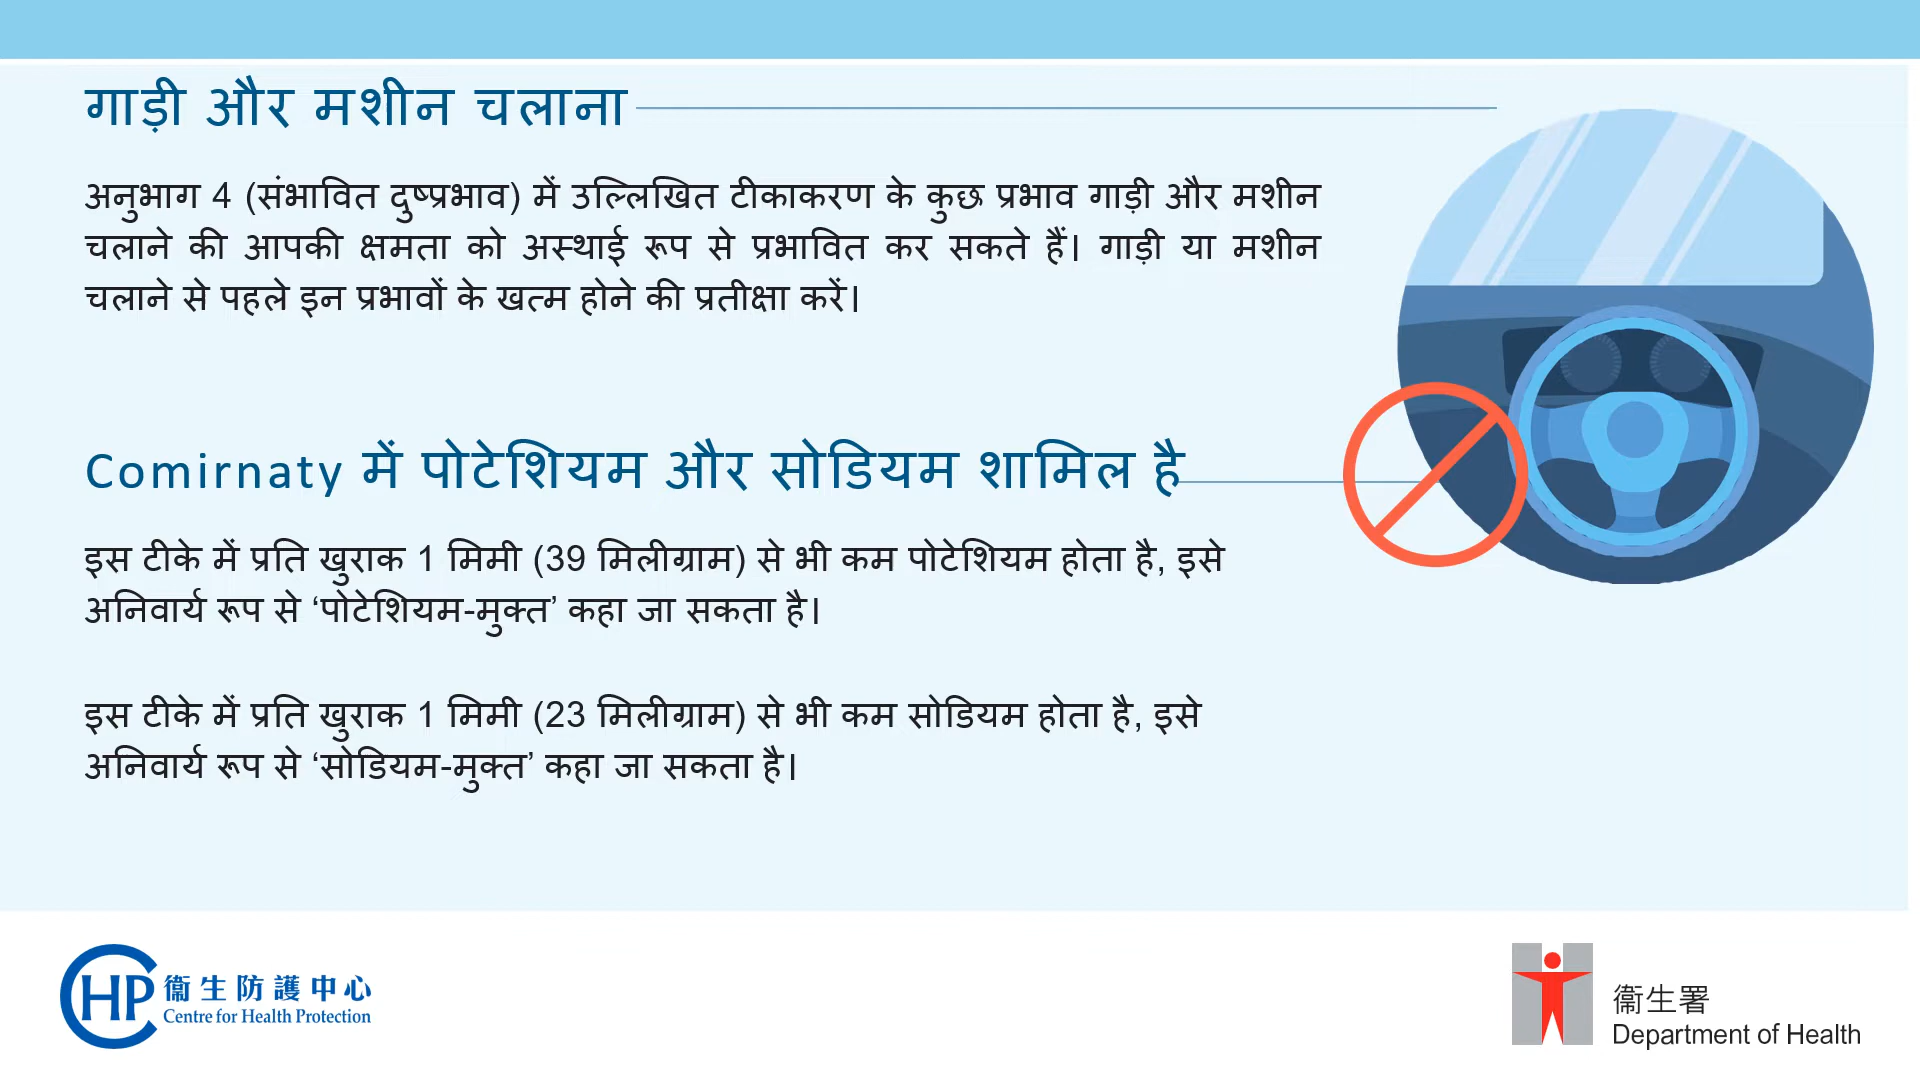 गाड़ी और मशीन चलाना
अनुभाग 4 (संभावित दुष्प्रभाव) में उल्लिखित टीकाकरण के कुछ प्रभाव गाड़ी और मशीन
चलाने की आपकी क्षमता को अस्थाई रूप से प्रभावित कर सकते हैं। गाड़ी या मशीन
चलाने से पहले इन प्रभावों के खत्म होने की प्रतीक्षा करें।
Comirnaty में पोटेशियम और सोडियम शामिल है
इस टीके में प्रति खुराक 1 मिमी (39 मिलीग्राम) से भी कम पोटेशियम होता है, इसे
अनिवार्य रूप से ‘पोटेशियम-मुक्त’ कहा जा सकता है।
इस टीके में प्रति खुराक 1 मिमी (23 मिलीग्राम) से भी कम सोडियम होता है, इसे
अनिवार्य रूप से ‘सोडियम-मुक्त’ कहा जा सकता है।
CHP 衞生防護中心
Centre for Health Protection
衞生署
Department of Health